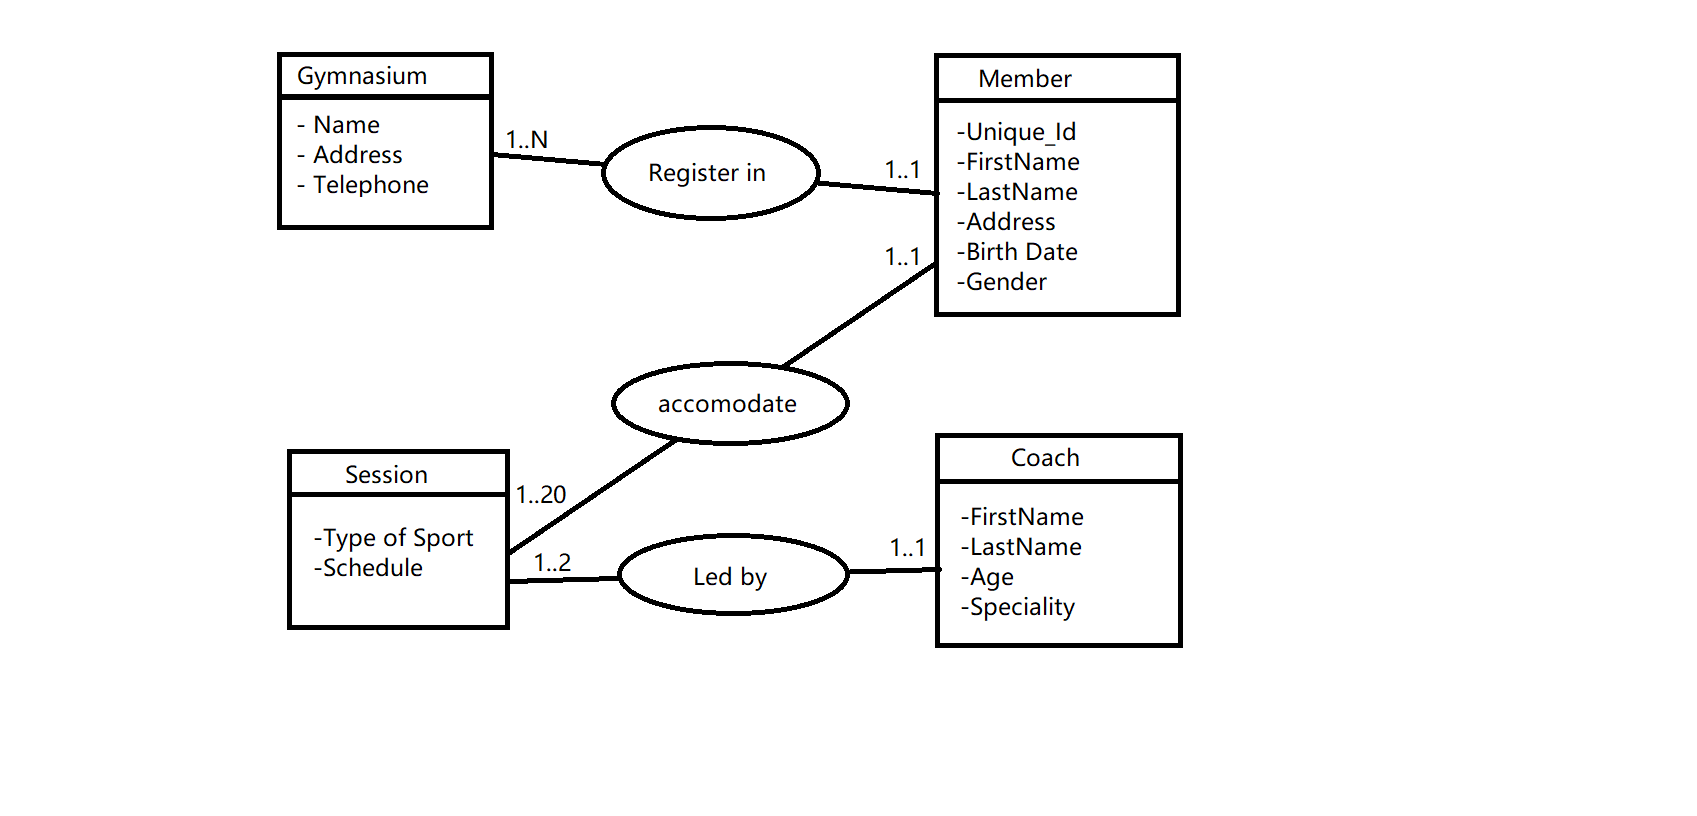 Gymnasium
- Name
- Address
- Telephone
1..N
Register in
1..1
Member
-Unique_Id
-FirstName
-LastName
-Address
-Birth Date
-Gender
1..1
accomodate
1..20
Session
-Type of Sport
-Schedule
1..2
Led by
1..1
Coach
-FirstName
-LastName
-Age
-Speciality